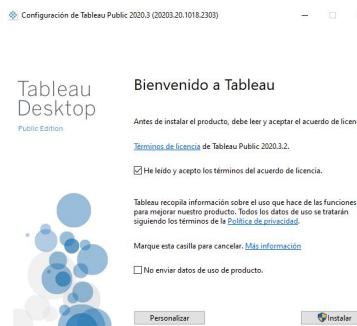 Configuración de Tableau Public 2020.3 (20203.20.1018.2303)
Tableau
Desktop
Public Edition
Bienvenido a Tableau
Antes de instalar el producto, debe leer y aceptar el acuerdo de licen
Términos de licencia de Tableau Public 2020.3.2.
He leído y acepto los términos del acuerdo de licencia.
Tableau recopila información sobre el uso que hace de las funciones
para mejorar nuestro producto. Todos los datos de uso se tratarán
siguiendo los términos de la Política de privacidad.
Marque esta casilla para cancelar. Más información
No enviar datos de uso de producto.
Personalizar
Instalar